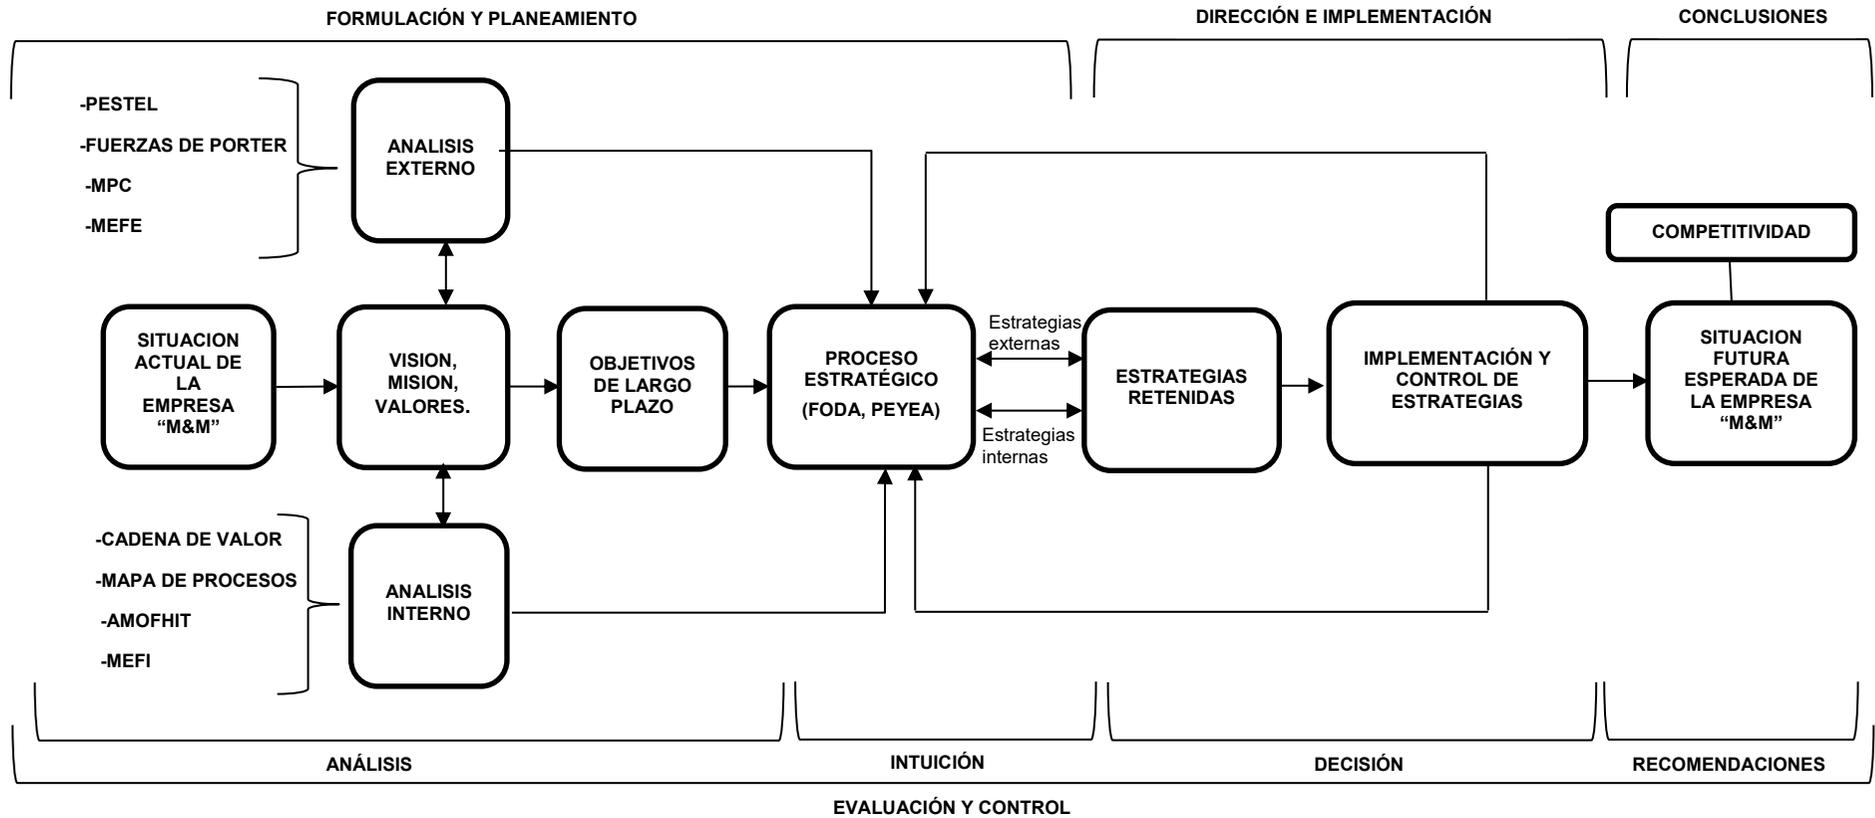 FORMULACIÓN Y PLANEAMIENTO
DIRECCIÓN E IMPLEMENTACIÓN
CONCLUSIONES
-PESTEL
-FUERZAS DE PORTER
-MPC
-MEFE
ANALISIS
EXTERNO
COMPETITIVIDAD
SITUACION
ACTUAL DE
LA
EMPRESA
“M&M”
VISION,
MISION,
VALORES.
OBJETIVOS
DE LARGO
PLAZO
PROCESO
ESTRATÉGICO
(FODA, PEYEA)
Estrategias
externas
Estrategias
internas
ESTRATEGIAS
RETENIDAS
IMPLEMENTACIÓN Y
CONTROL DE
ESTRATEGIAS
SITUACION
FUTURA
ESPERADA DE
LA EMPRESA
“M&M”
-CADENA DE VALOR
-MAPA DE PROCESOS
-AMOFHIT
-MEFI
ANALISIS
INTERNO
ANÁLISIS
INTUICIÓN
DECISIÓN
RECOMENDACIONES
EVALUACIÓN Y CONTROL